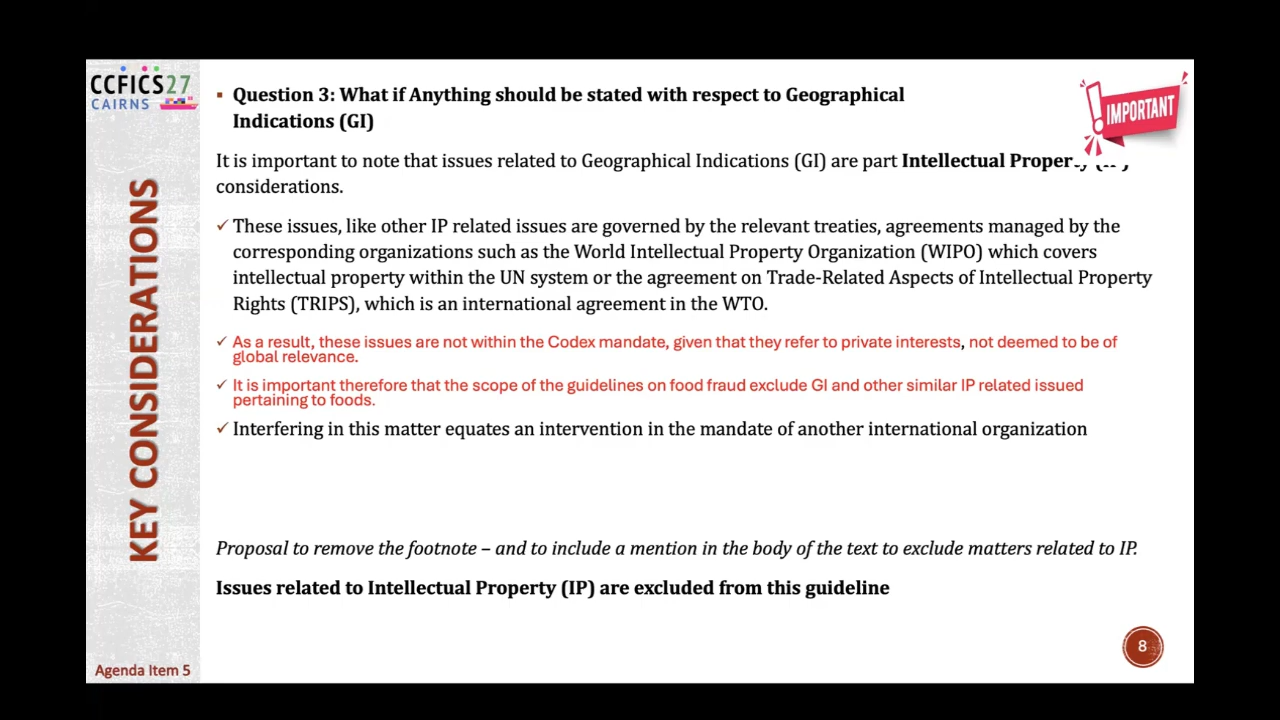 CCFICS27
CAIRNS
KEY CONSIDERATIONS
Agenda Item 5
IMPORTANT
▪ Question 3: What if Anything should be stated with respect to Geographical
Indications (GI)
It is important to note that issues related to Geographical Indications (GI) are part Intellectual Property
considerations.
✓ These issues, like other IP related issues are governed by the relevant treaties, agreements managed by the
corresponding organizations such as the World Intellectual Property Organization (WIPO) which covers
intellectual property within the UN system or the agreement on Trade-Related Aspects of Intellectual Property
Rights (TRIPS), which is an international agreement in the WTO.
✓ As a result, these issues are not within the Codex mandate, given that they refer to private interests, not deemed to be of
global relevance.
✓ It is important therefore that the scope of the guidelines on food fraud exclude GI and other similar IP related issued
pertaining to foods.
✓ Interfering in this matter equates an intervention in the mandate of another international organization
Proposal to remove the footnote – and to include a mention in the body of the text to exclude matters related to IP.
Issues related to Intellectual Property (IP) are excluded from this guideline
8